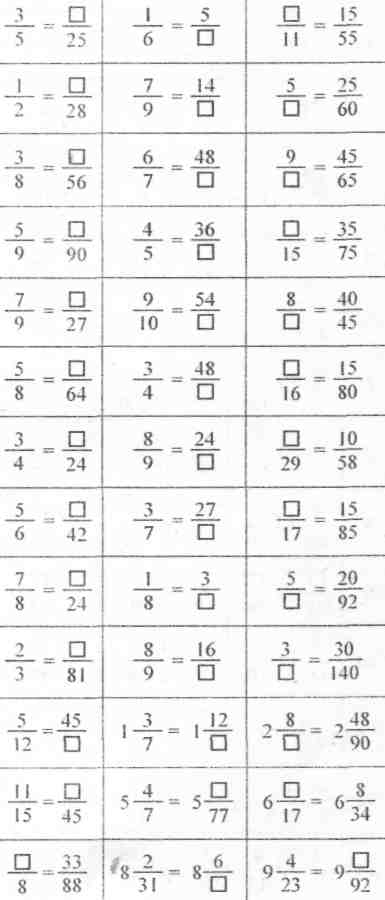 3/5 = □/25   1/6 = 5/□   □/11 = 15/55
1/2 = □/28   7/9 = 14/□   5/□ = 25/60
3/8 = □/56   6/7 = 48/□   9/□ = 45/65
5/9 = □/90   4/5 = 36/□   □/15 = 35/75
7/9 = □/27   9/10 = 54/□   8/□ = 40/45
5/8 = □/64   3/4 = 48/□   □/16 = 15/80
3/4 = □/24   8/9 = 24/□   □/29 = 10/58
5/6 = □/42   3/7 = 27/□   □/17 = 15/85
7/8 = □/24   1/8 = 3/□   5/□ = 20/92
2/3 = □/81   8/9 = 16/□   3/□ = 30/140
5/12 = 45/□   1 3/7 = 1 12/□   2 8/□ = 2 48/90
11/15 = □/45   5 4/7 = 5 □/77   6 □/17 = 6 8/34
□/8 = 33/88   8 2/31 = 8 6/□   9 4/23 = 9 □/92